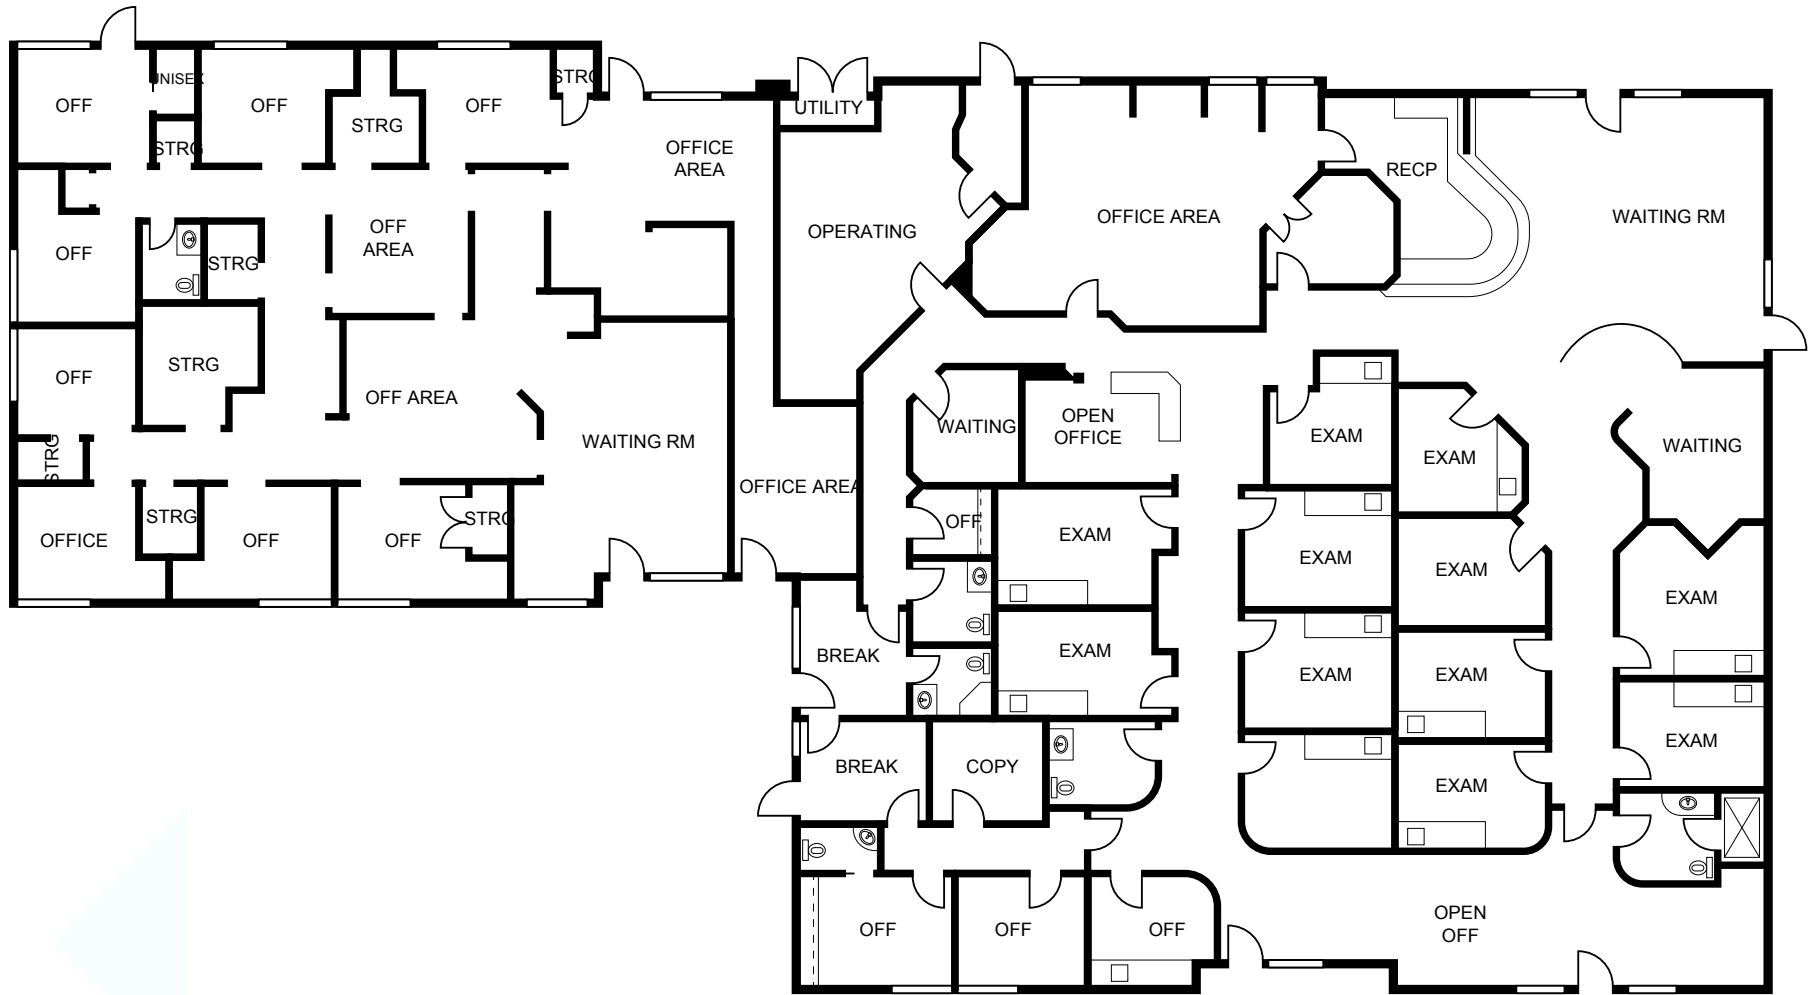 OFF
UNISEX
OFF
STRG
OFF
STRG
UTILITY
STRG
OFFICE
AREA
RECP
OFF
OFF
AREA
STRG
OPERATING
OFFICE AREA
WAITING RM
OFF
STRG
OFF AREA
WAITING RM
WAITING
OPEN
OFFICE
EXAM
EXAM
WAITING
STRG
OFFICE AREA
OFFICE
STRG
OFF
OFF
STRG
OFF
EXAM
EXAM
EXAM
EXAM
BREAK
EXAM
EXAM
EXAM
EXAM
BREAK
COPY
EXAM
OFF
OFF
OFF
OPEN
OFF